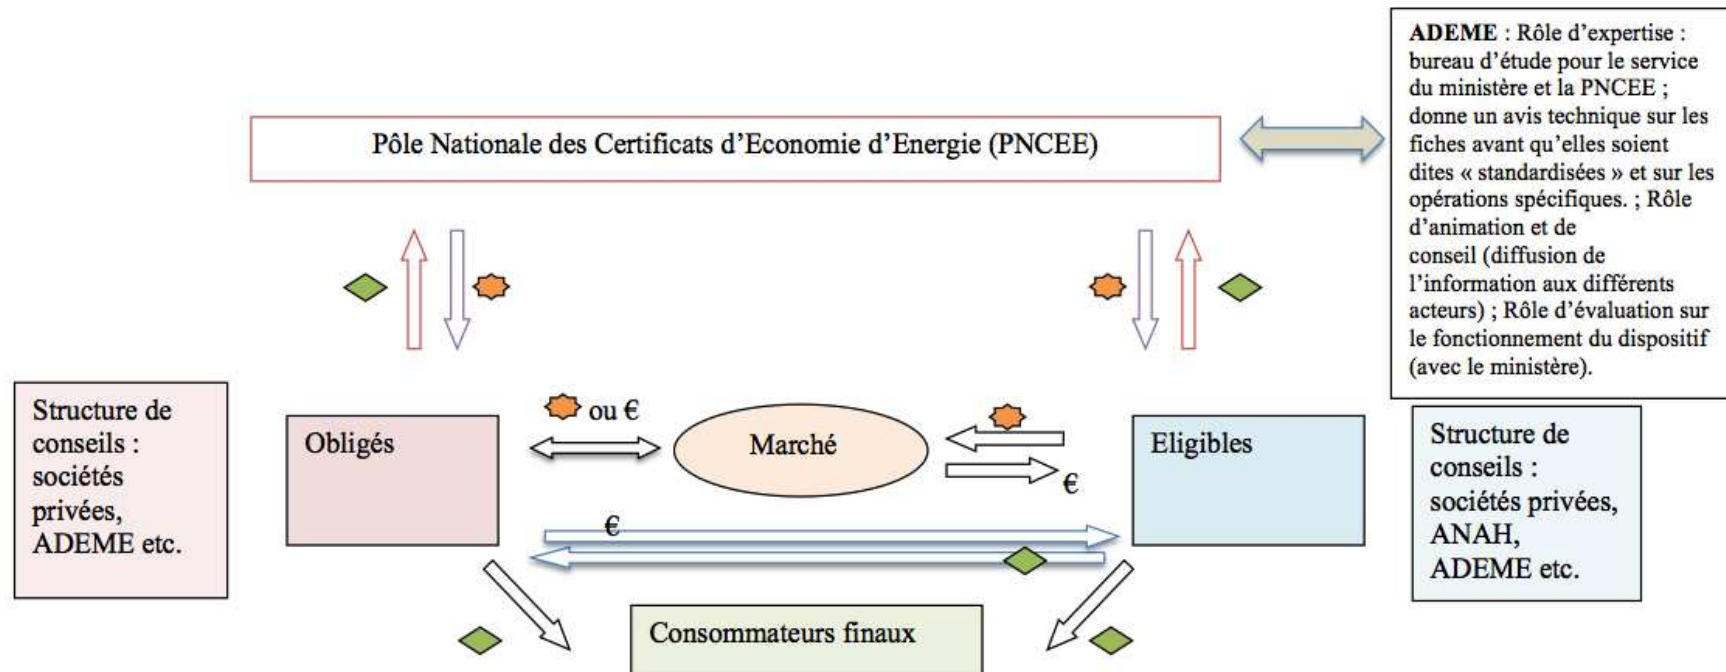 ADEME : Rôle d’expertise :
bureau d’étude pour le service
du ministère et la PNCEE ;
donne un avis technique sur les
fiches avant qu’elles soient
dites « standardisées » et sur les
opérations spécifiques. ; Rôle
d’animation et de
conseil (diffusion de
l’information aux différents
acteurs) ; Rôle d’évaluation sur
le fonctionnement du dispositif
(avec le ministère).
Pôle Nationale des Certificats d’Economie d’Energie (PNCEE)
Structure de
conseils :
sociétés
privées,
ADEME etc.
Obligés
ou €
Marché
€
Eligibles
Structure de
conseils :
sociétés privées,
ANAH,
ADEME etc.
€
Consommateurs finaux